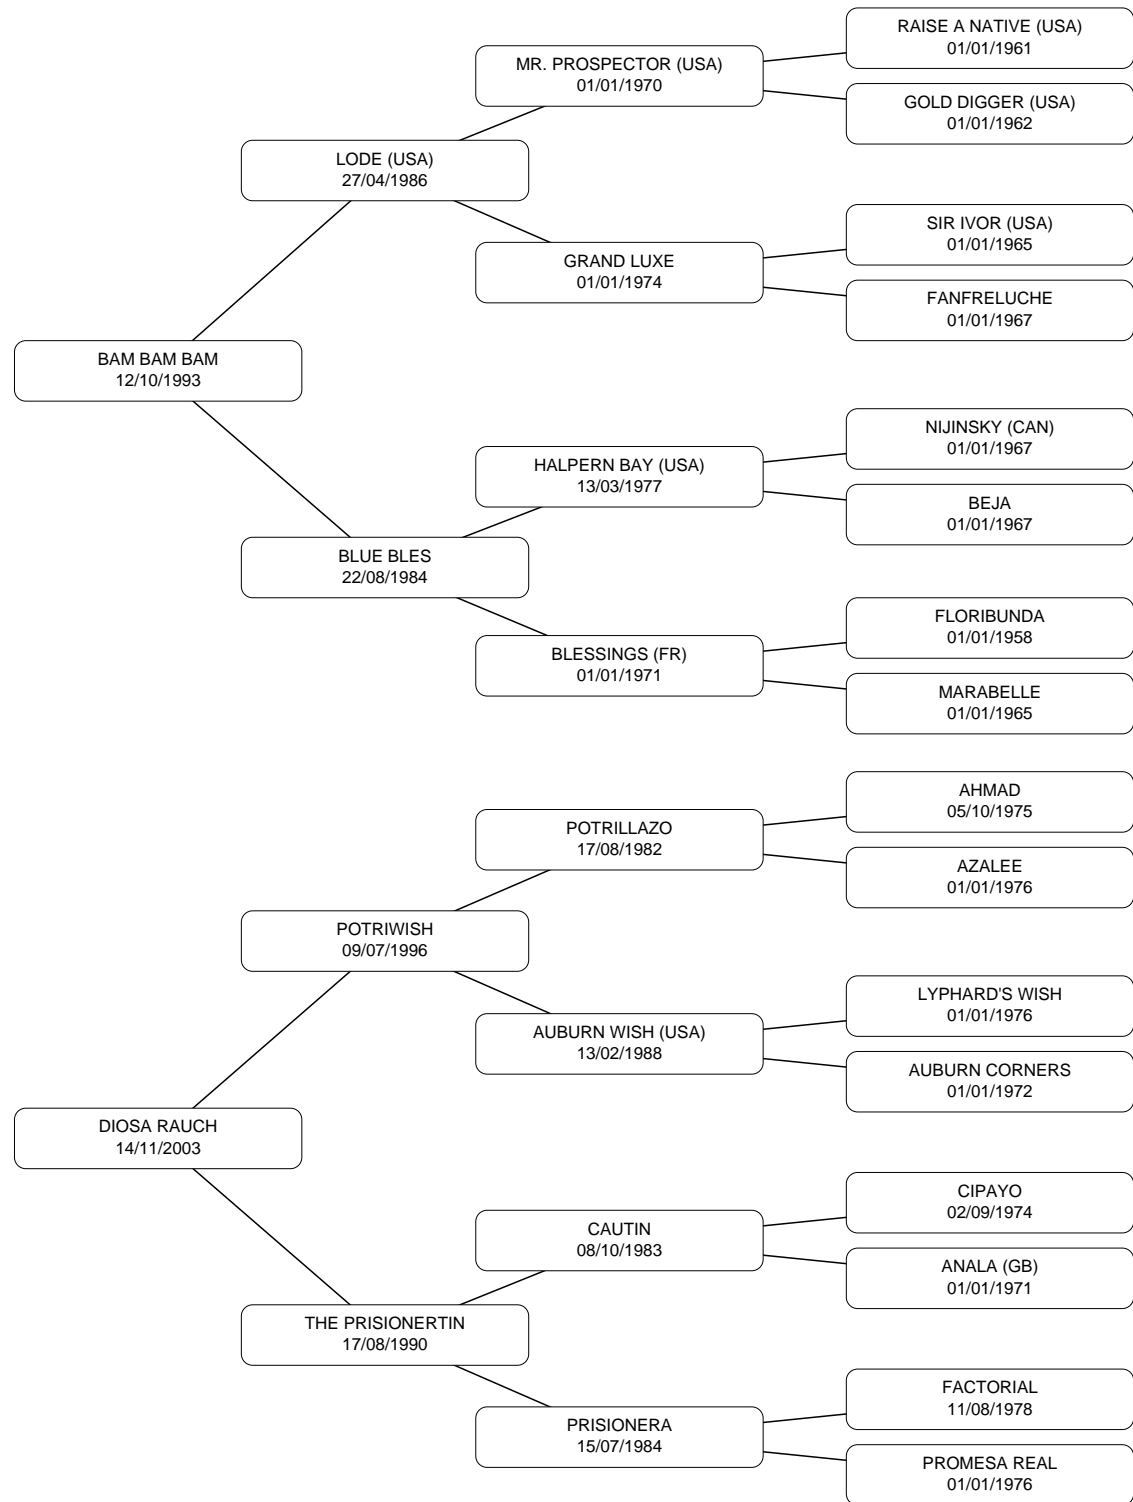 RAISE A NATIVE (USA)
01/01/1961
MR. PROSPECTOR (USA)
01/01/1970
GOLD DIGGER (USA)
01/01/1962
LODE (USA)
27/04/1986
SIR IVOR (USA)
01/01/1965
GRAND LUXE
01/01/1974
FANFRELUCHE
01/01/1967
BAM BAM BAM
12/10/1993
NIJINSKY (CAN)
01/01/1967
HALPERN BAY (USA)
13/03/1977
BEJA
01/01/1967
BLUE BLES
22/08/1984
FLORIBUNDA
01/01/1958
BLESSINGS (FR)
01/01/1971
MARABELLE
01/01/1965
AHMAD
05/10/1975
POTRILLAZO
17/08/1982
AZALEE
01/01/1976
POTRIWISH
09/07/1996
LYPHARD'S WISH
01/01/1976
AUBURN WISH (USA)
13/02/1988
AUBURN CORNERS
01/01/1972
DIOSA RAUCH
14/11/2003
CIPAYO
02/09/1974
CAUTIN
08/10/1983
ANALA (GB)
01/01/1971
THE PRISIONERTIN
17/08/1990
FACTORIAL
11/08/1978
PRISIONERA
15/07/1984
PROMESA REAL
01/01/1976